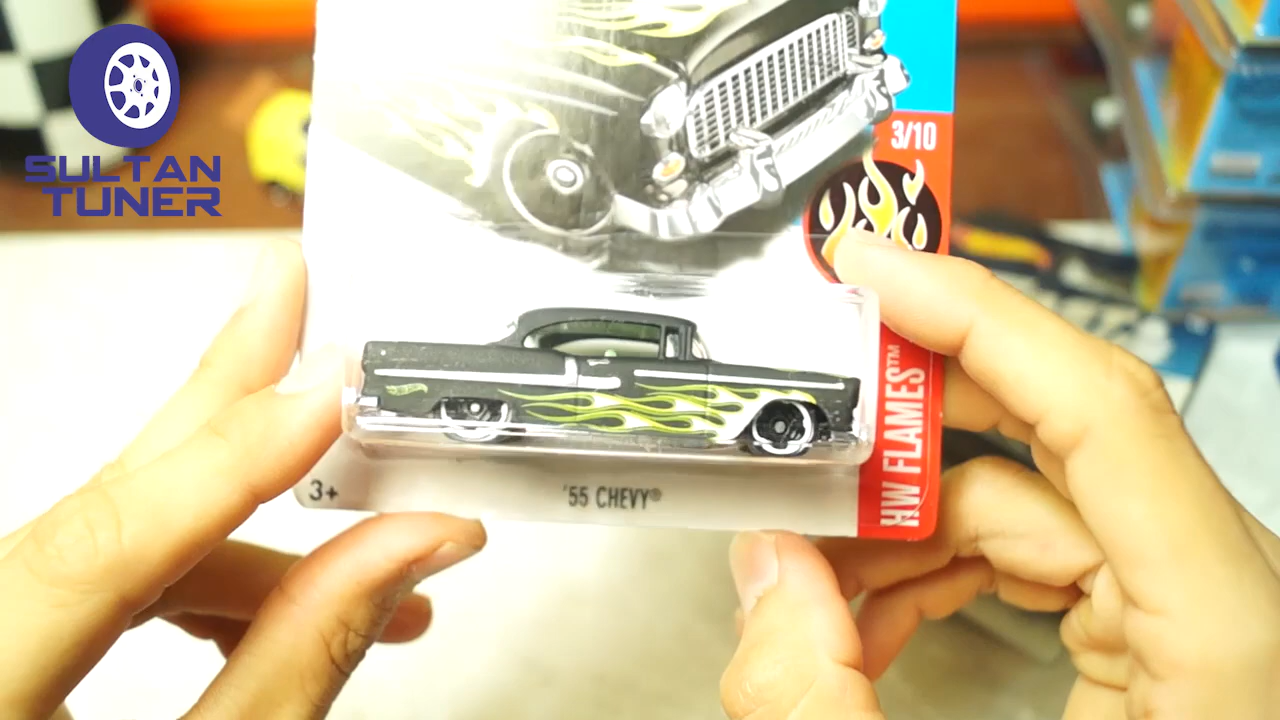 SULTAN
TUNER
3/10
HW FLAMES™
3+
'55 CHEVY®